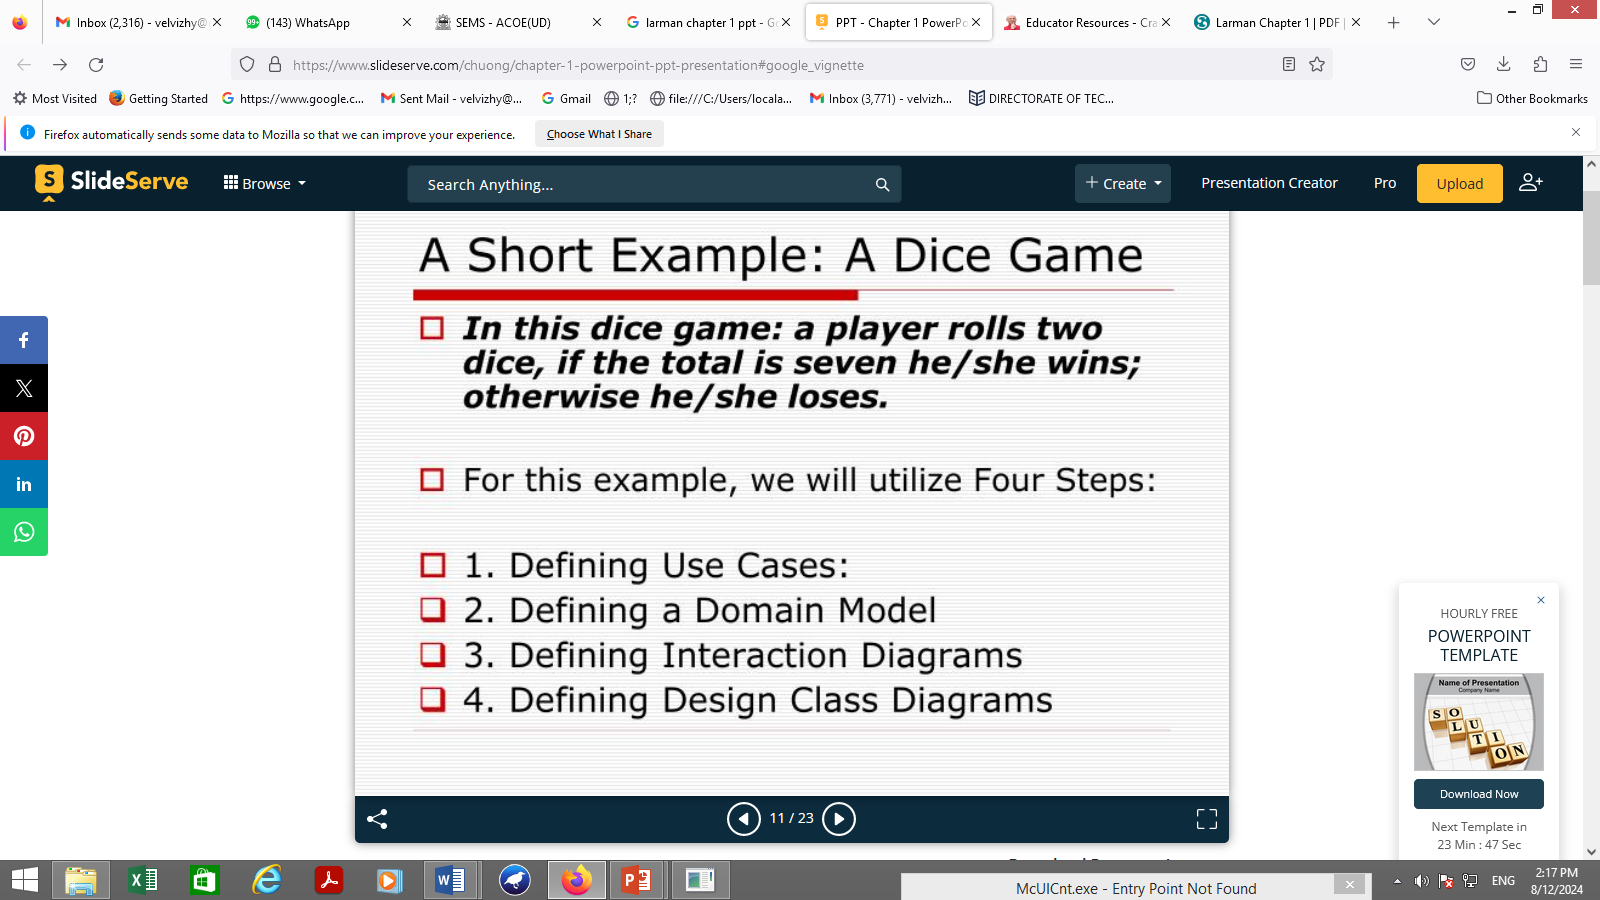 Inbox (2,316) - velvizhy@
(143) WhatsApp
SEMS - ACOE(UD)
larman chapter 1 ppt - Go
PPT - Chapter 1 PowerPo
Educator Resources - Cra
Larman Chapter 1 | PDF |
https://www.slideserve.com/chuong/chapter-1-powerpoint-ppt-presentation#google_vignette
Most Visited
Getting Started
https://www.google.c...
Sent Mail - velvizhy@...
Gmail
1;?
file:///C:/Users/locala...
Inbox (3,771) - velvizh...
DIRECTORATE OF TEC...
Other Bookmarks
Firefox automatically sends some data to Mozilla so that we can improve your experience.
Choose What I Share
SlideServe
Browse
Search Anything...
Create
Presentation Creator
Pro
Upload
A Short Example: A Dice Game
In this dice game: a player rolls two
dice, if the total is seven he/she wins;
otherwise he/she loses.
For this example, we will utilize Four Steps:
1. Defining Use Cases:
2. Defining a Domain Model
3. Defining Interaction Diagrams
4. Defining Design Class Diagrams
11 / 23
HOURLY FREE
POWERPOINT
TEMPLATE
Name of Presentation
Company Name
SOLUTION
Download Now
Next Template in
23 Min : 47 Sec
McUICnt.exe - Entry Point Not Found
ENG
2:17 PM
8/12/2024